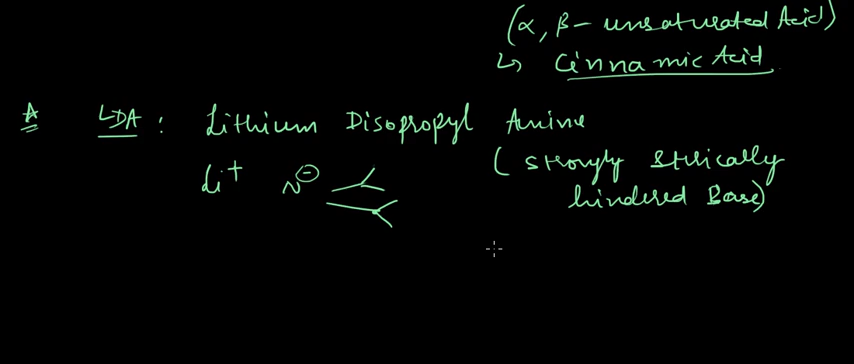 (α, β - unsaturated Acid)
↳ Cinnamic Acid
* LDA : Lithium Disopropyl Amine
Li⁺ N⊖ ( strongly sterically
hindered Base)